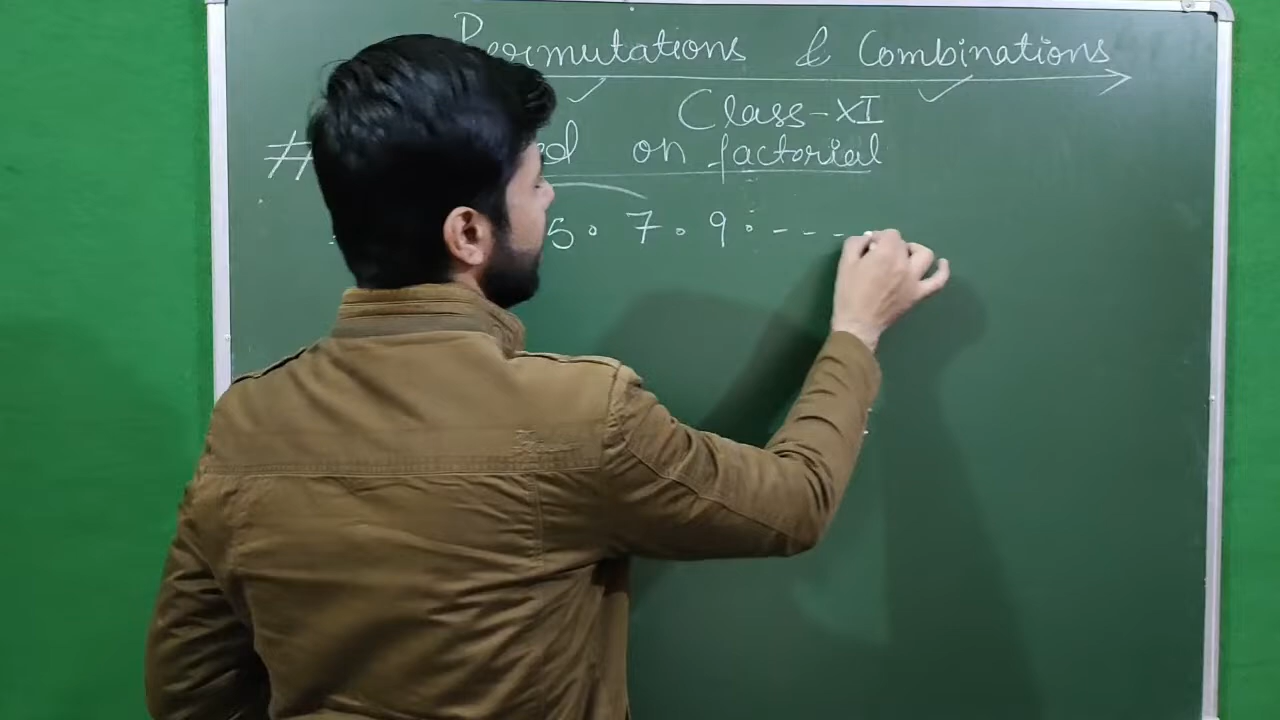 Permutations & Combinations
Class-XI
# on factorial
5 . 7 . 9 . - - - -